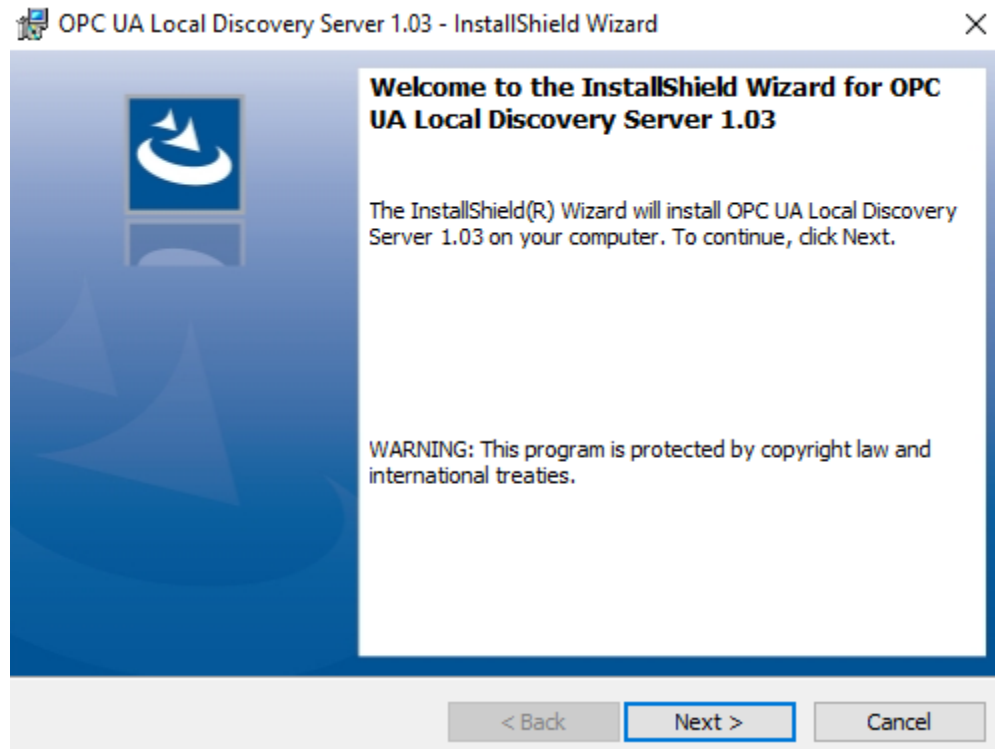 OPC UA Local Discovery Server 1.03 - InstallShield Wizard
Welcome to the InstallShield Wizard for OPC
UA Local Discovery Server 1.03
The InstallShield(R) Wizard will install OPC UA Local Discovery
Server 1.03 on your computer. To continue, click Next.
WARNING: This program is protected by copyright law and
international treaties.
< Back Next > Cancel